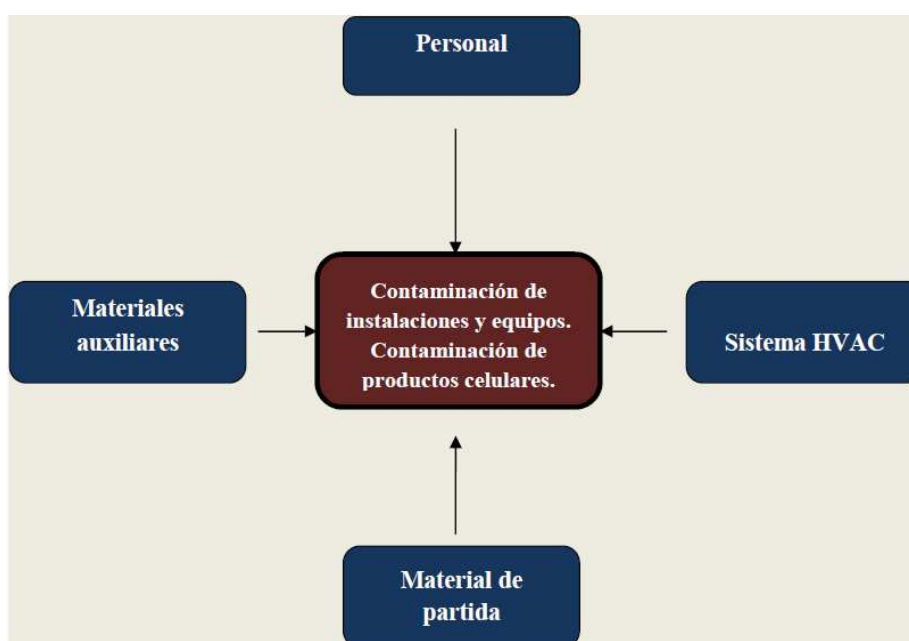 Personal
Materiales
auxiliares
Contaminación de
instalaciones y equipos.
Contaminación de
productos celulares.
Sistema HVAC
Material de
partida